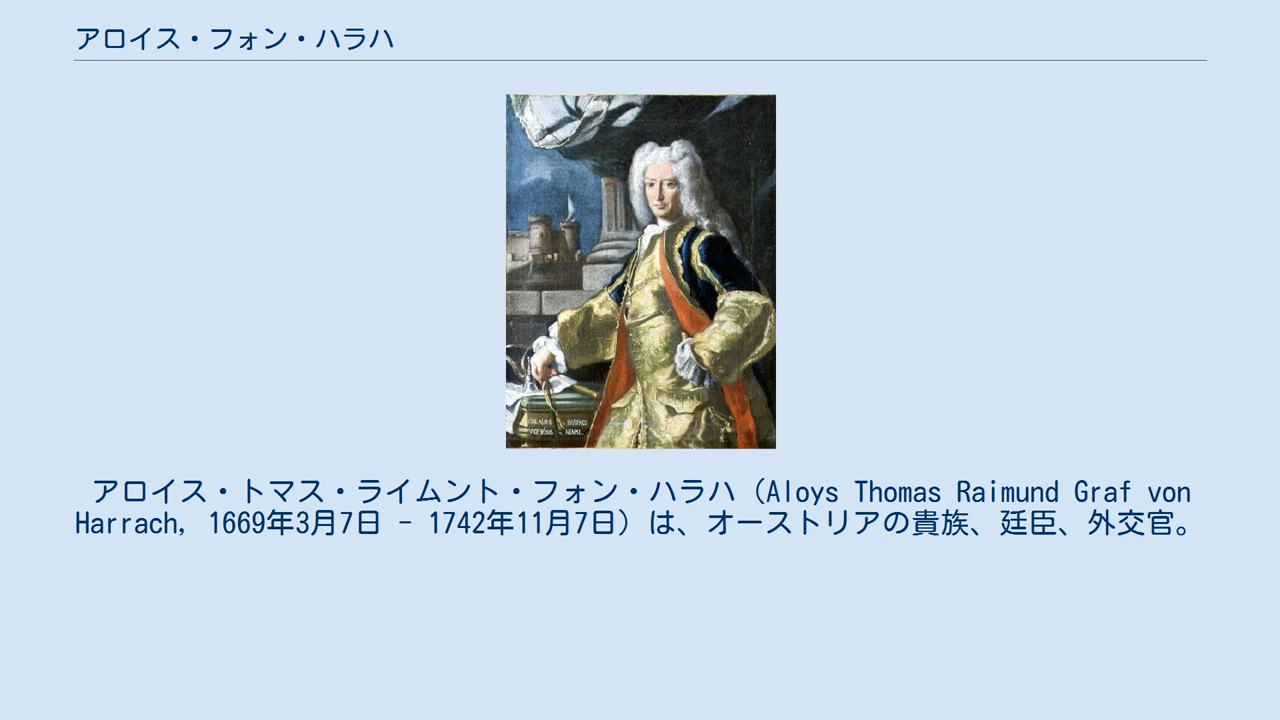 アロイス・フォン・ハラハ
アロイス・トマス・ライムント・フォン・ハラハ（Aloys Thomas Raimund Graf von
Harrach, 1669年3月7日 - 1742年11月7日）は、オーストリアの貴族、廷臣、外交官。